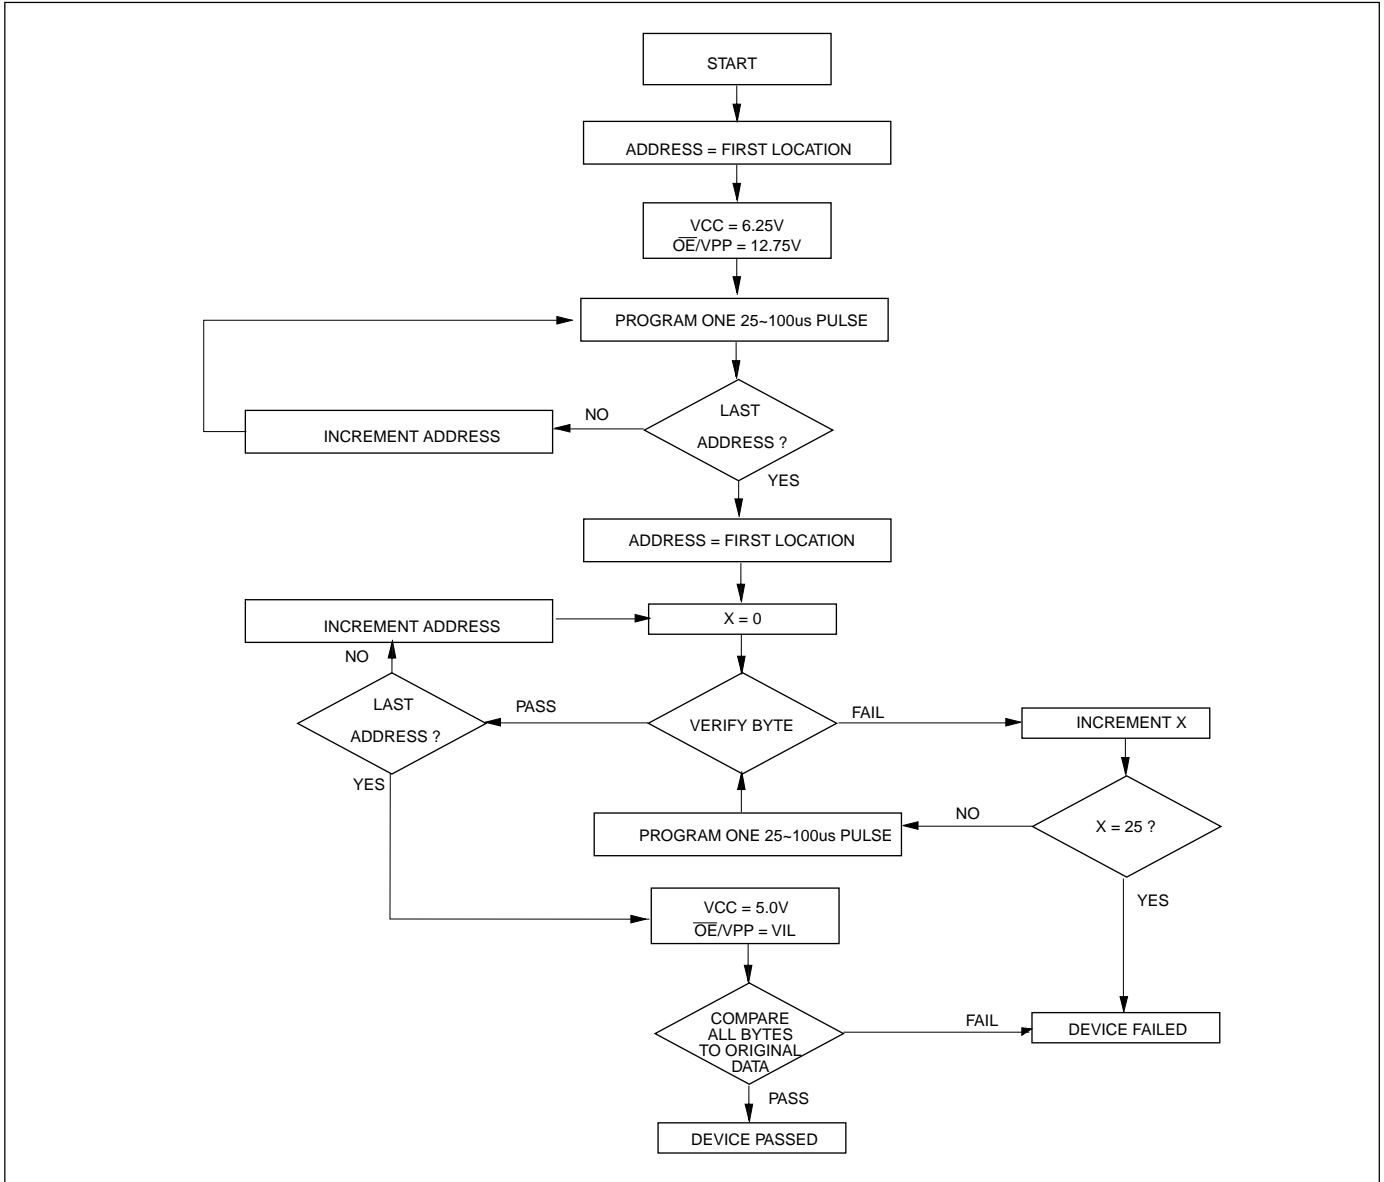 START
ADDRESS = FIRST LOCATION
VCC = 6.25V
O̅E̅/VPP = 12.75V
PROGRAM ONE 25~100us PULSE
LAST
ADDRESS ?
NO
INCREMENT ADDRESS
YES
ADDRESS = FIRST LOCATION
INCREMENT ADDRESS
X = 0
NO
LAST
ADDRESS ?
PASS
VERIFY BYTE
FAIL
INCREMENT X
YES
PROGRAM ONE 25~100us PULSE
NO
X = 25 ?
YES
VCC = 5.0V
O̅E̅/VPP = VIL
COMPARE
ALL BYTES
TO ORIGINAL
DATA
FAIL
DEVICE FAILED
PASS
DEVICE PASSED